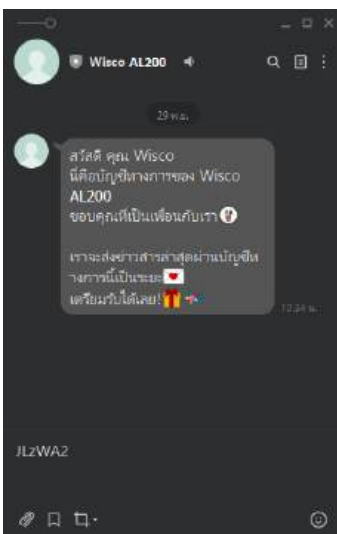 Wisco AL200
29 พ.ย.
สวัสดี คุณ Wisco
นี่คือบัญชีทางการของ Wisco
AL200
ขอบคุณที่เป็นเพื่อนกับเรา
เราจะส่งข่าวสารล่าสุดผ่านบัญชีท
างการนี้เป็นระยะ
เตรียมรับได้เลย!
JLzWA2